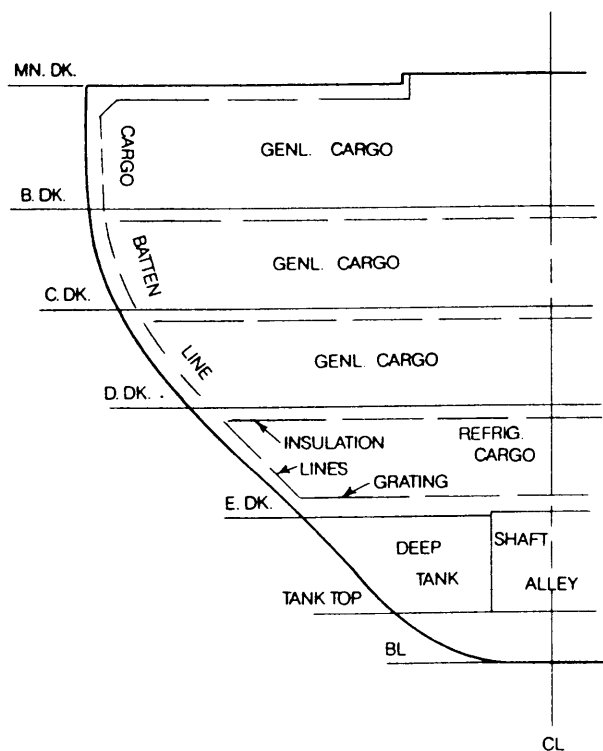 MN. DK.
CARGO
GENL. CARGO
B. DK.
BATTEN
GENL. CARGO
C. DK.
LINE
GENL. CARGO
D. DK.
INSULATION
REFRIG.
CARGO
LINES
GRATING
E. DK.
DEEP
TANK
SHAFT
ALLEY
TANK TOP
BL
CL